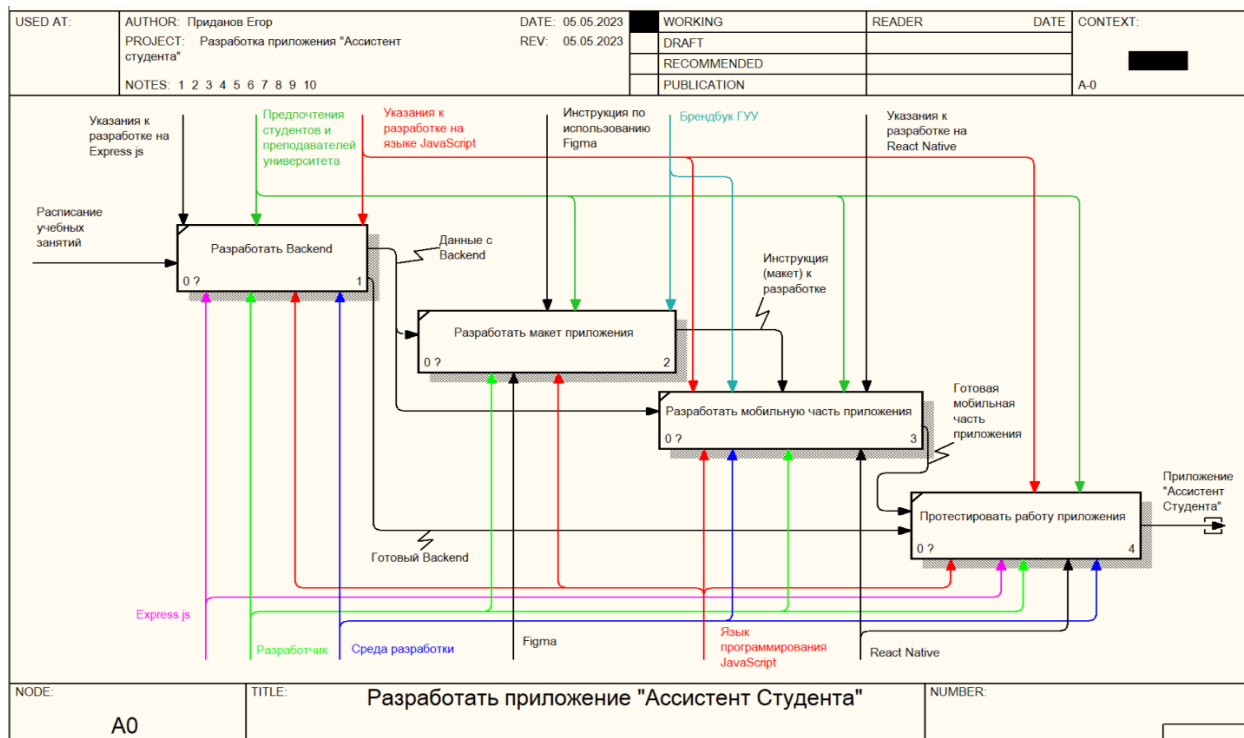 USED AT:
AUTHOR: Приданов Егор
DATE: 05.05.2023
PROJECT: Разработка приложения "Ассистент
студента"
REV: 05.05.2023
NOTES: 1 2 3 4 5 6 7 8 9 10
WORKING
DRAFT
RECOMMENDED
PUBLICATION
READER
DATE
CONTEXT:
A-0
Указания к
разработке на
Express js
Предпочтения
студентов и
преподавателей
университета
Указания к
разработке на
языке JavaScript
Инструкция по
использованию
Figma
Брендбук ГУУ
Указания к
разработке на
React Native
Расписание
учебных
занятий
Разработать Backend
0 ?
1
Данные с
Backend
Инструкция
(макет) к
разработке
Разработать макет приложения
0 ?
2
Разработать мобильную часть приложения
0 ?
3
Готовая
мобильная
часть
приложения
Приложение
"Ассистент
Студента"
Протестировать работу приложения
0 ?
4
Готовый Backend
Express js
Разработчик
Среда разработки
Figma
Язык
программирования
JavaScript
React Native
NODE:
A0
TITLE:
Разработать приложение "Ассистент Студента"
NUMBER: